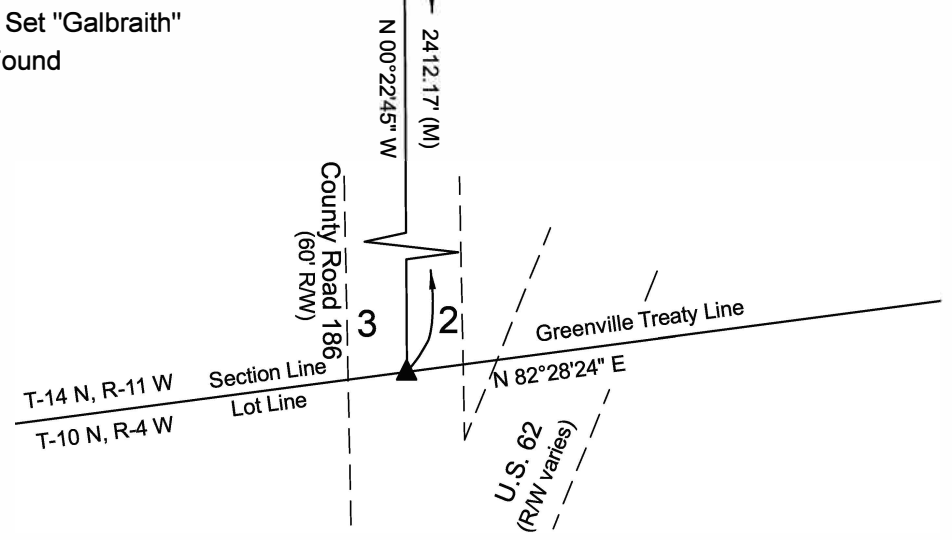 Set "Galbraith"
ound
N 00°22'45" W
2412.17' (M)
County Road 186
(60' R/W)
3
2
Greenville Treaty Line
N 82°28'24" E
T-14 N, R-11 W
Section Line
Lot Line
T-10 N, R-4 W
U.S. 62
(R/W varies)